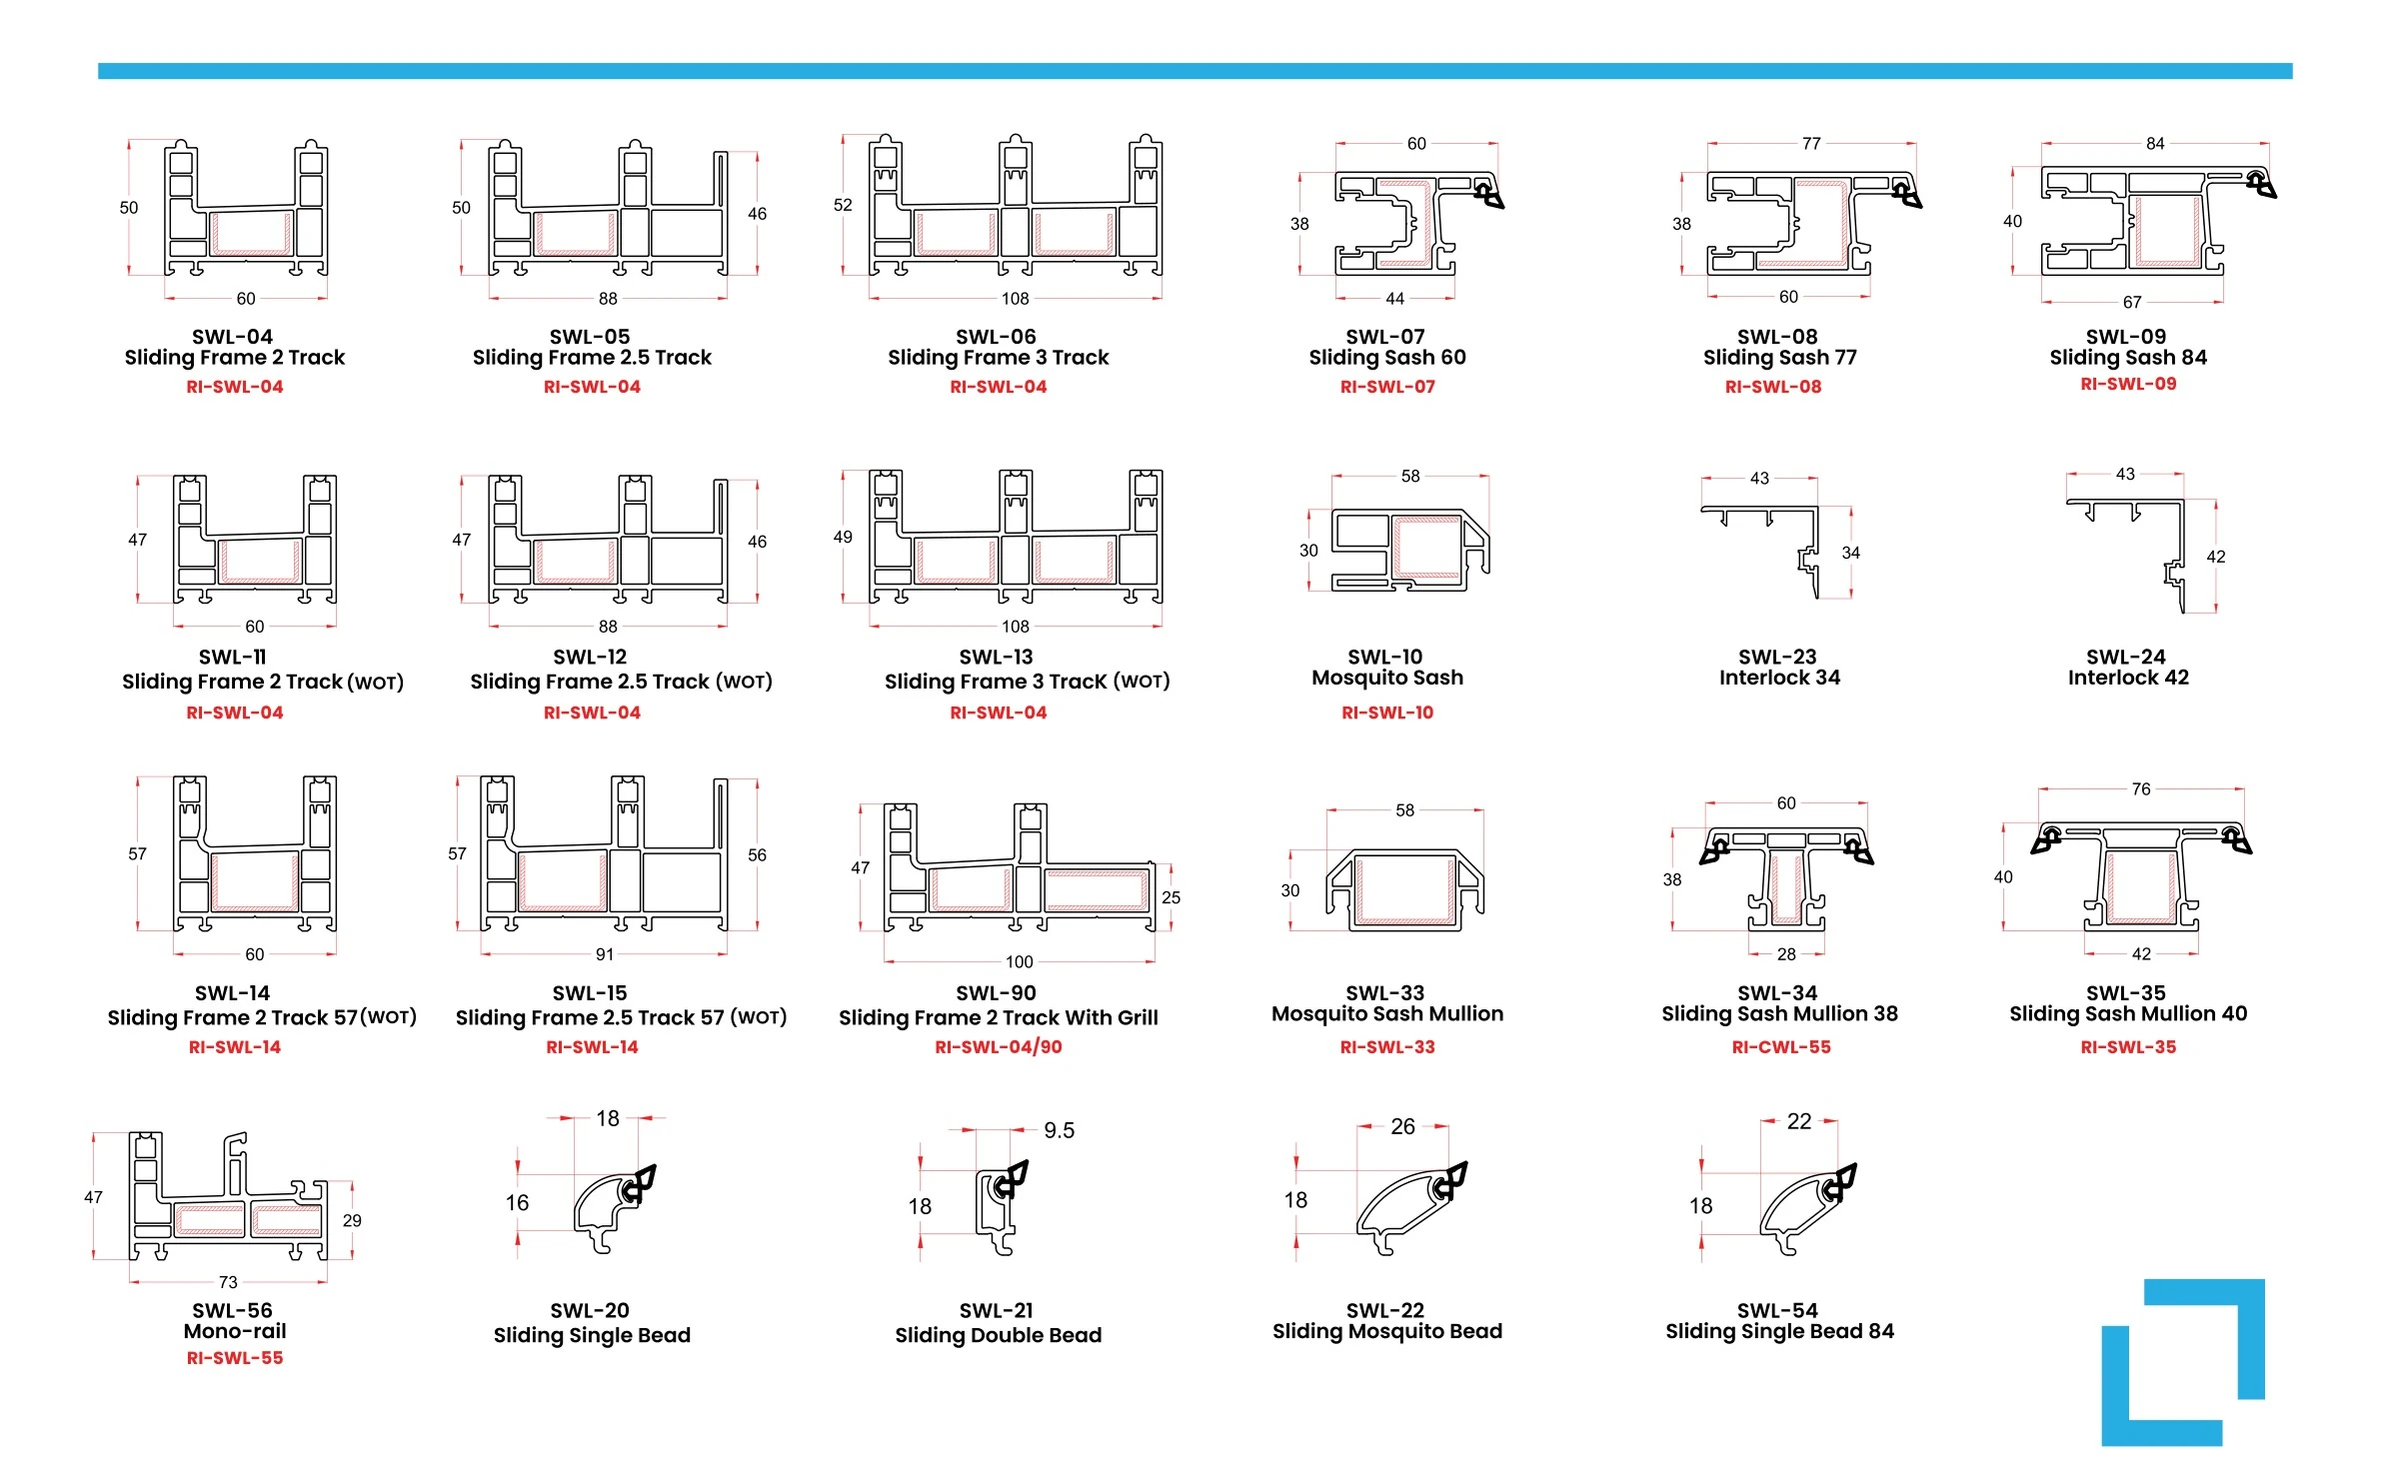 50
60
SWL-04
Sliding Frame 2 Track
RI-SWL-04
50
46
88
SWL-05
Sliding Frame 2.5 Track
RI-SWL-04
52
108
SWL-06
Sliding Frame 3 Track
RI-SWL-04
60
38
44
SWL-07
Sliding Sash 60
RI-SWL-07
77
38
60
SWL-08
Sliding Sash 77
RI-SWL-08
84
40
67
SWL-09
Sliding Sash 84
RI-SWL-09
47
60
SWL-11
Sliding Frame 2 Track (WOT)
RI-SWL-04
47
46
88
SWL-12
Sliding Frame 2.5 Track (WOT)
RI-SWL-04
49
108
SWL-13
Sliding Frame 3 TracK (WOT)
RI-SWL-04
58
30
SWL-10
Mosquito Sash
RI-SWL-10
43
34
SWL-23
Interlock 34
43
42
SWL-24
Interlock 42
57
60
SWL-14
Sliding Frame 2 Track 57 (WOT)
RI-SWL-14
57
56
91
SWL-15
Sliding Frame 2.5 Track 57 (WOT)
RI-SWL-14
47
25
100
SWL-90
Sliding Frame 2 Track With Grill
RI-SWL-04/90
58
30
SWL-33
Mosquito Sash Mullion
RI-SWL-33
60
38
28
SWL-34
Sliding Sash Mullion 38
RI-CWL-55
76
40
42
SWL-35
Sliding Sash Mullion 40
RI-SWL-35
47
29
73
SWL-56
Mono-rail
RI-SWL-55
18
16
SWL-20
Sliding Single Bead
9.5
18
SWL-21
Sliding Double Bead
26
18
SWL-22
Sliding Mosquito Bead
22
18
SWL-54
Sliding Single Bead 84